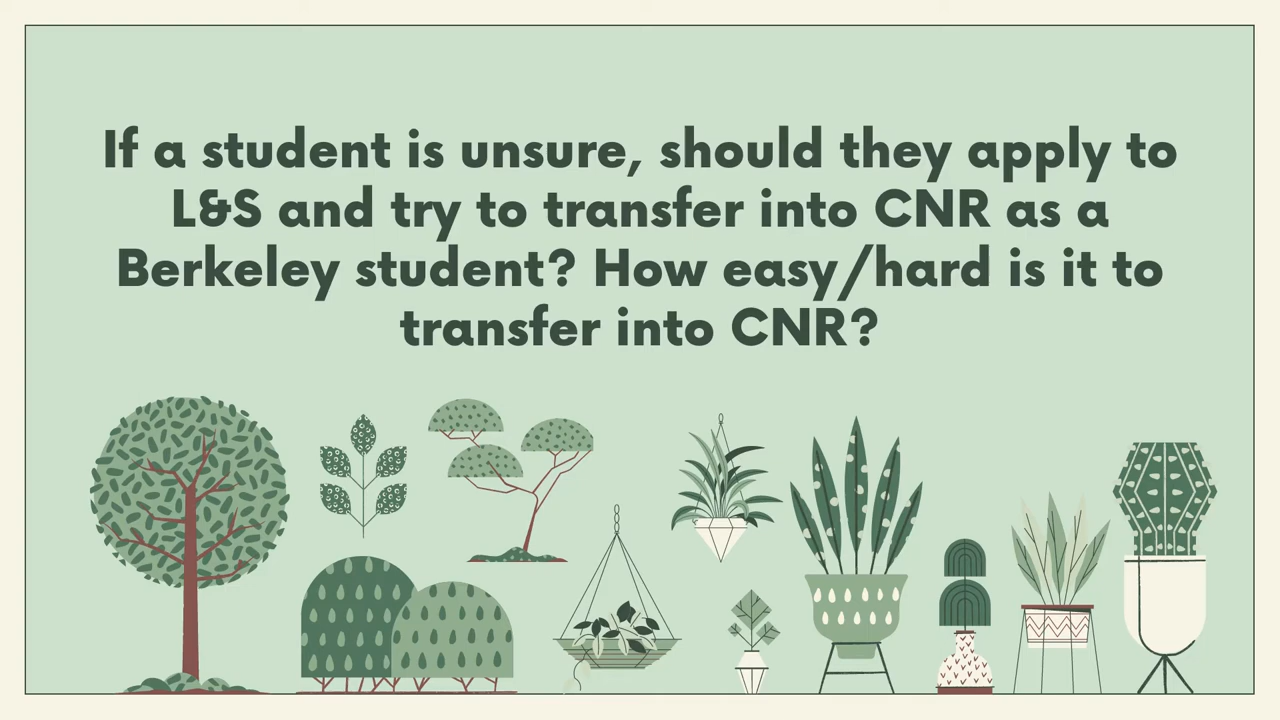 If a student is unsure, should they apply to
L&S and try to transfer into CNR as a
Berkeley student? How easy/hard is it to
transfer into CNR?